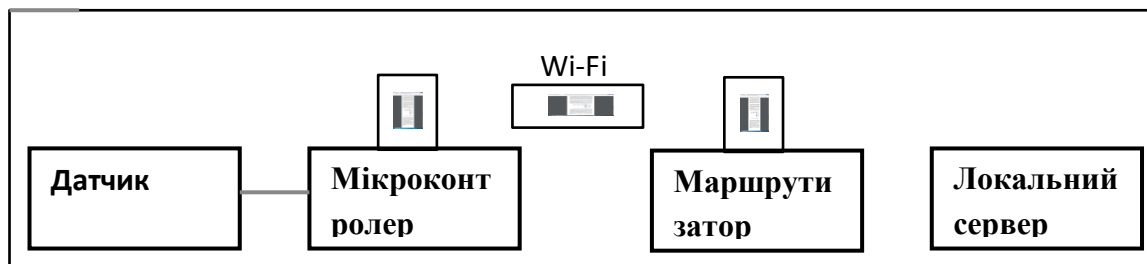 Wi-Fi
Датчик
Мікроконт
ролер
Маршрути
затор
Локальний
сервер